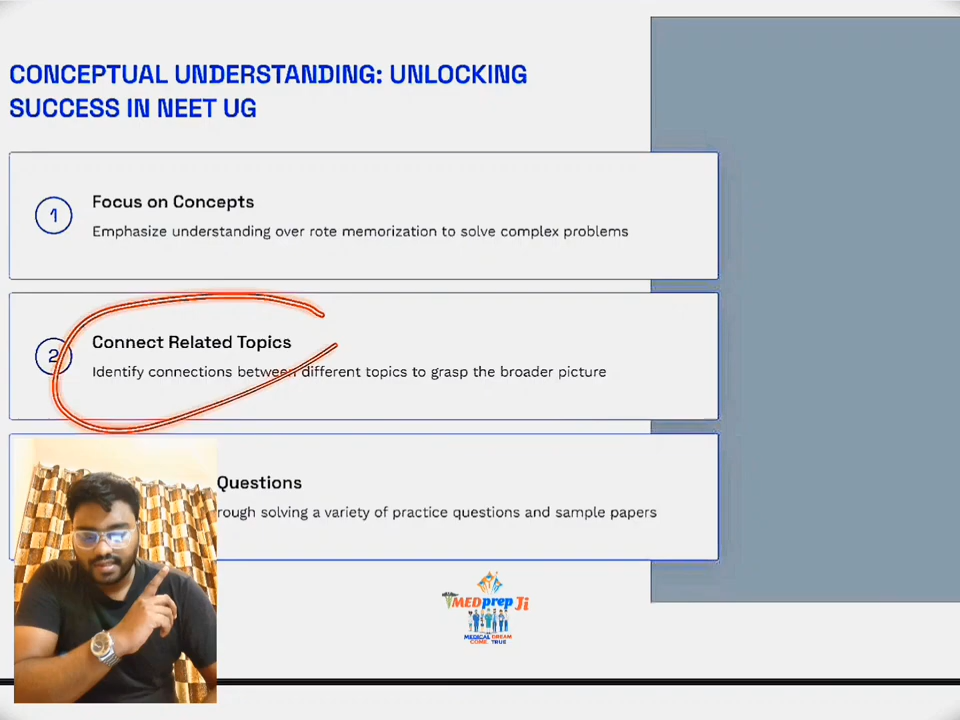 CONCEPTUAL UNDERSTANDING: UNLOCKING
SUCCESS IN NEET UG
1
Focus on Concepts
Emphasize understanding over rote memorization to solve complex problems
2
Connect Related Topics
Identify connections between different topics to grasp the broader picture
Questions
rough solving a variety of practice questions and sample papers
MEDprep Ji
MEDICAL DREAM
COME TRUE